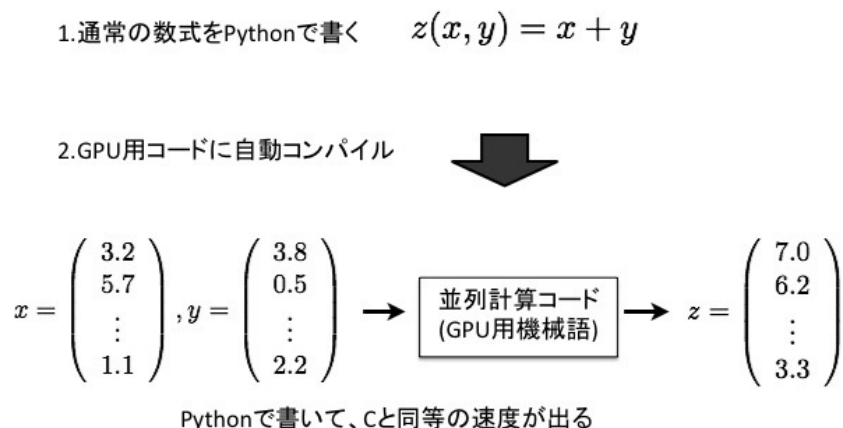 1.通常の数式をPythonで書く z(x, y) = x + y
2.GPU用コードに自動コンパイル
x = ( 3.2 5.7 ⋮ 1.1 ) , y = ( 3.8 0.5 ⋮ 2.2 ) → 並列計算コード (GPU用機械語) → z = ( 7.0 6.2 ⋮ 3.3 )
Pythonで書いて、Cと同等の速度が出る